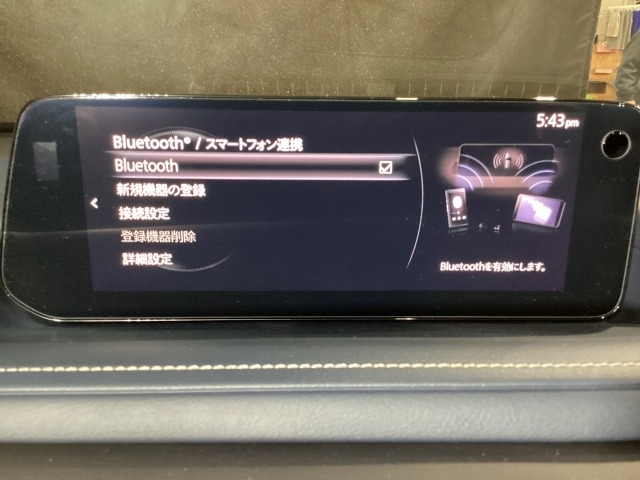 5:43pm
Bluetooth® / スマートフォン連携
Bluetooth
新規機器の登録
接続設定
登録機器削除
詳細設定
Bluetoothを有効にします。